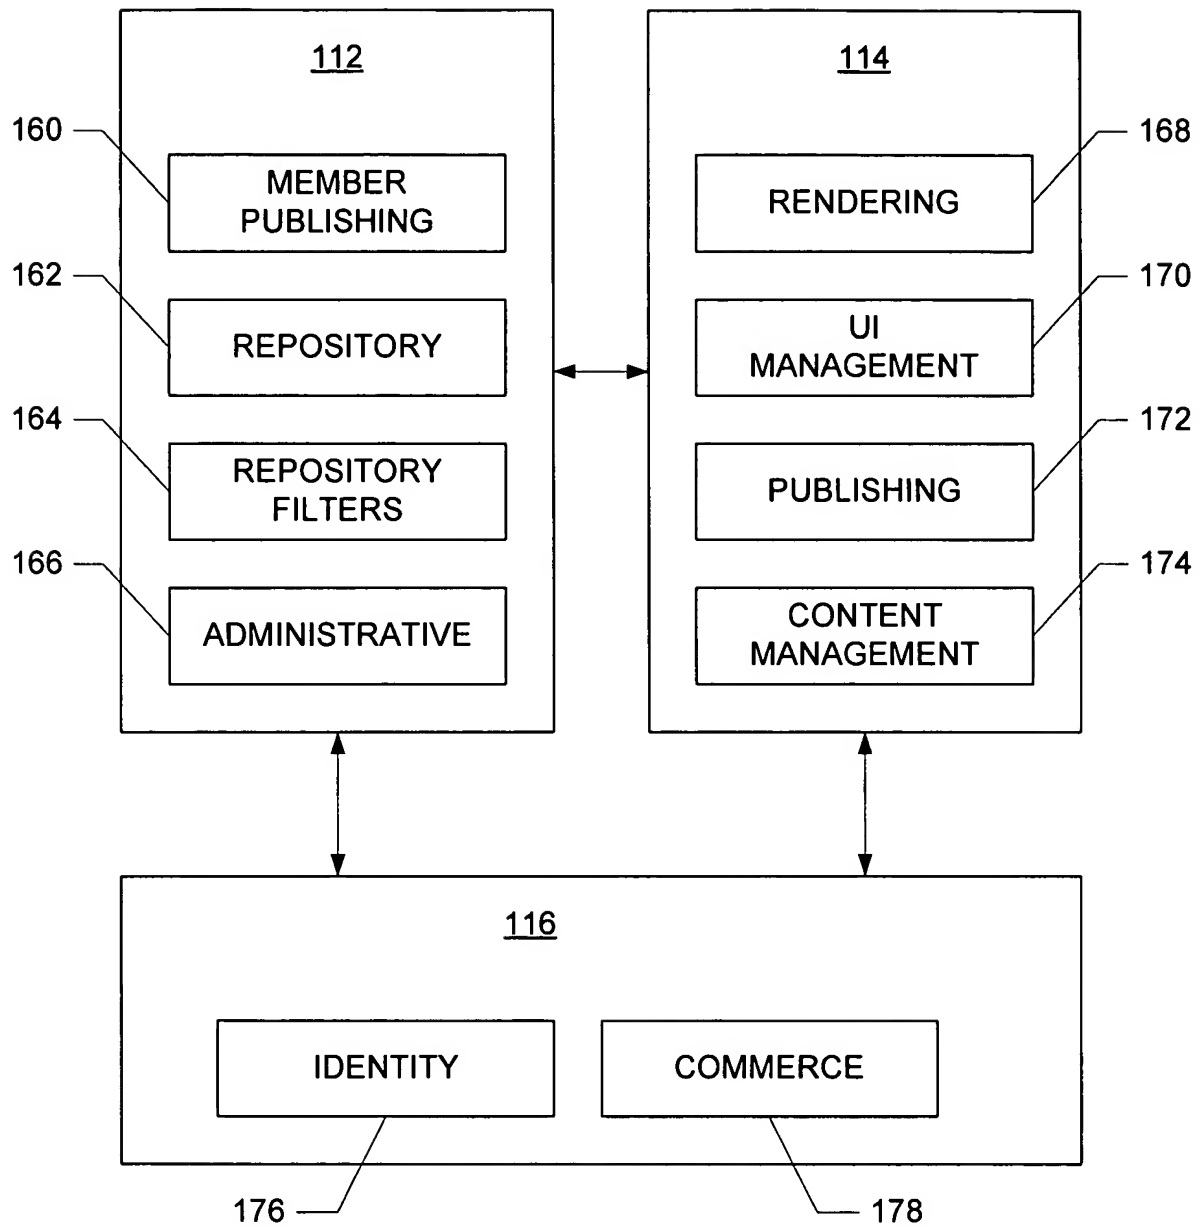 112
114
160
MEMBER
PUBLISHING
162
REPOSITORY
164
REPOSITORY
FILTERS
166
ADMINISTRATIVE
168
RENDERING
170
UI
MANAGEMENT
172
PUBLISHING
174
CONTENT
MANAGEMENT
116
IDENTITY
COMMERCE
176
178